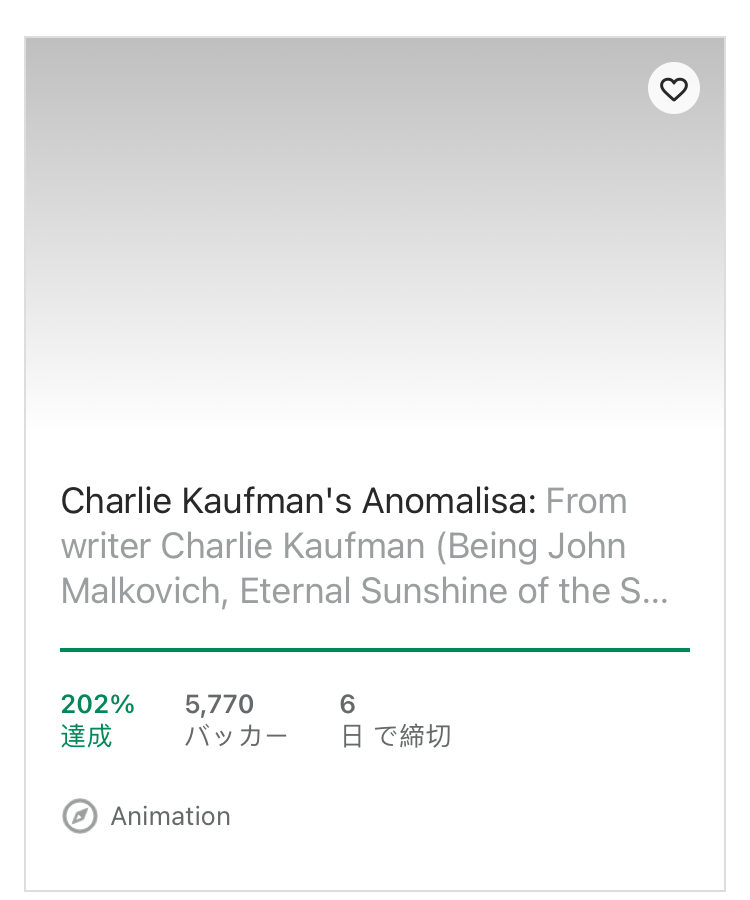 Charlie Kaufman's Anomalisa: From
writer Charlie Kaufman (Being John
Malkovich, Eternal Sunshine of the S...
202% 5,770 6
達成 バッカー 日 で締切
Animation